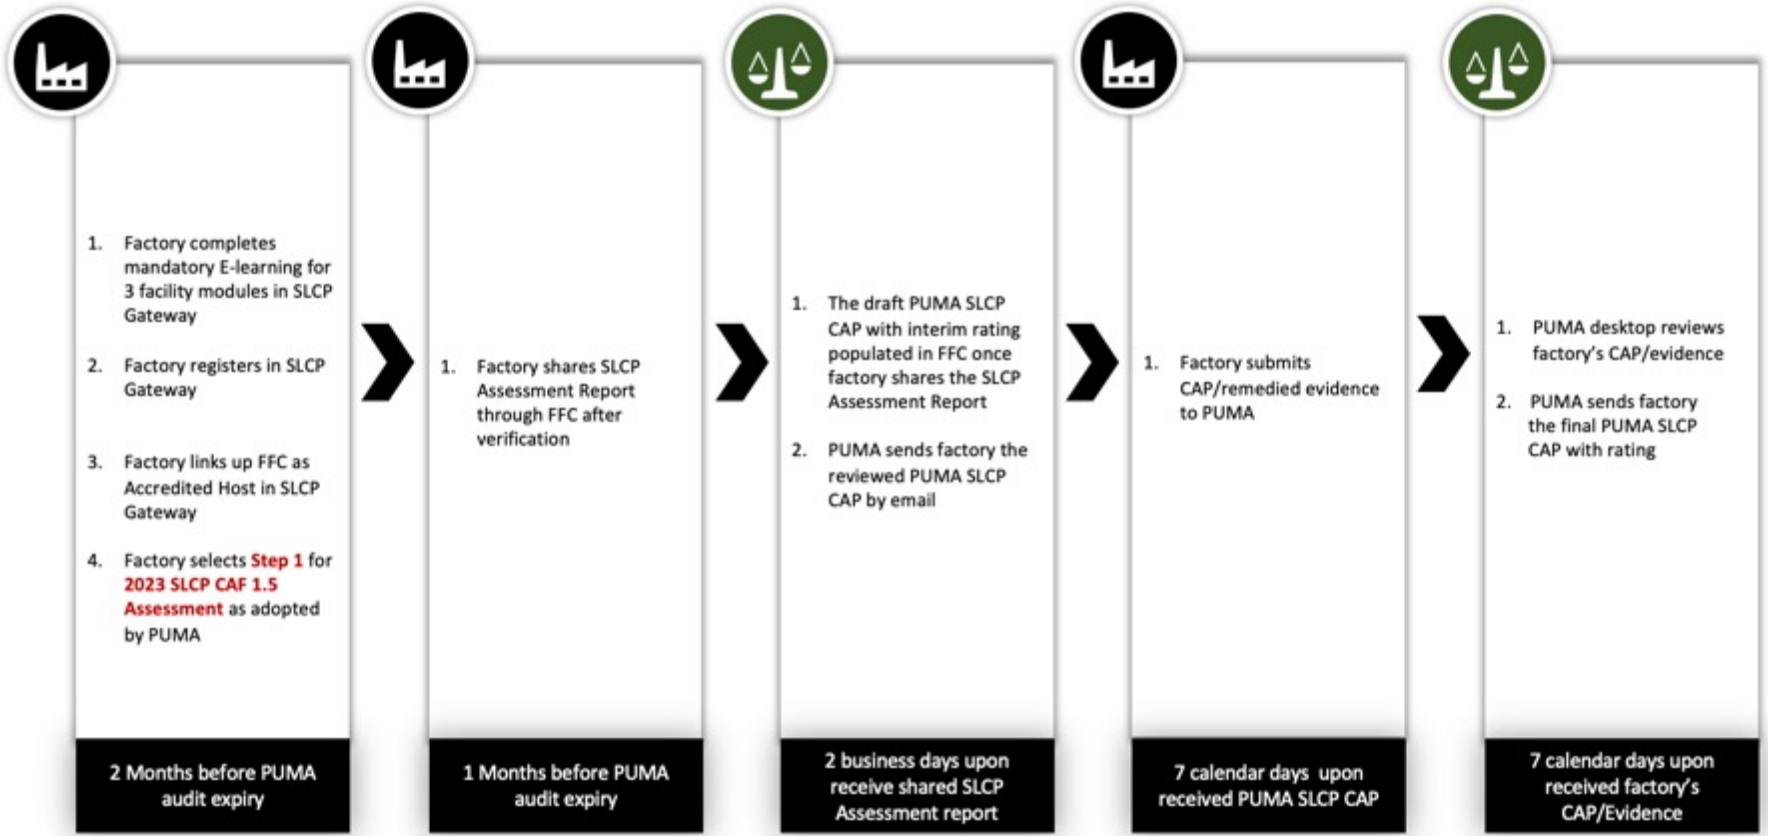 1. Factory completes
mandatory E-learning for
3 facility modules in SLCP
Gateway
2. Factory registers in SLCP
Gateway
3. Factory links up FFC as
Accredited Host in SLCP
Gateway
4. Factory selects Step 1 for
2023 SLCP CAF 1.5
Assessment as adopted
by PUMA
2 Months before PUMA
audit expiry
1. Factory shares SLCP
Assessment Report
through FFC after
verification
1 Months before PUMA
audit expiry
1. The draft PUMA SLCP
CAP with interim rating
populated in FFC once
factory shares the SLCP
Assessment Report
2. PUMA sends factory the
reviewed PUMA SLCP
CAP by email
2 business days upon
receive shared SLCP
Assessment report
1. Factory submits
CAP/remedied evidence
to PUMA
7 calendar days upon
received PUMA SLCP CAP
1. PUMA desktop reviews
factory's CAP/evidence
2. PUMA sends factory
the final PUMA SLCP
CAP with rating
7 calendar days upon
received factory's
CAP/Evidence